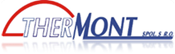 THERMONT
SPOL. S R.O.